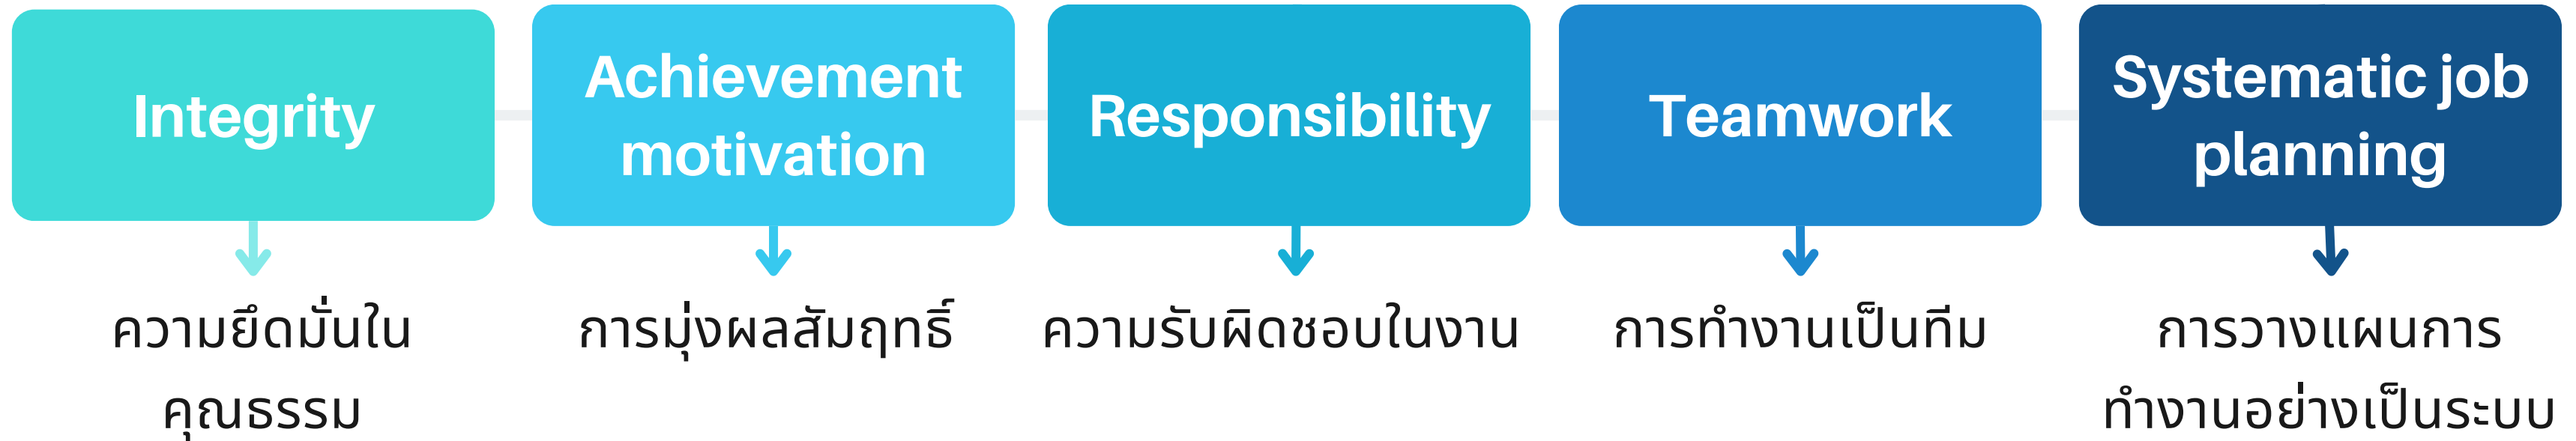 Integrity
ความยึดมั่นใน
คุณธรรม
Achievement
motivation
การมุ่งผลสัมฤทธิ์
Responsibility
ความรับผิดชอบในงาน
Teamwork
การทำงานเป็นทีม
Systematic job
planning
การวางแผนการ
ทำงานอย่างเป็นระบบ